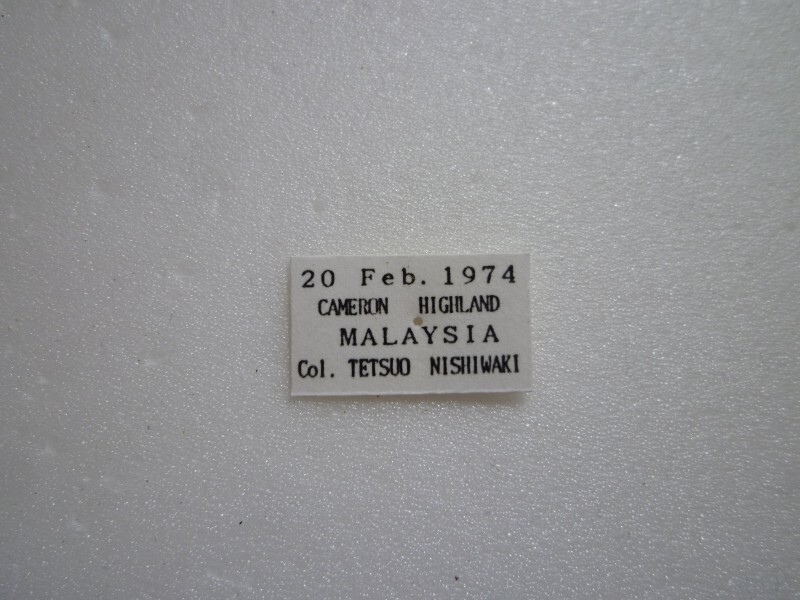 20 Feb. 1974
CAMERON HIGHLAND
MALAYSIA
Col. TETSUO NISHIWAKI